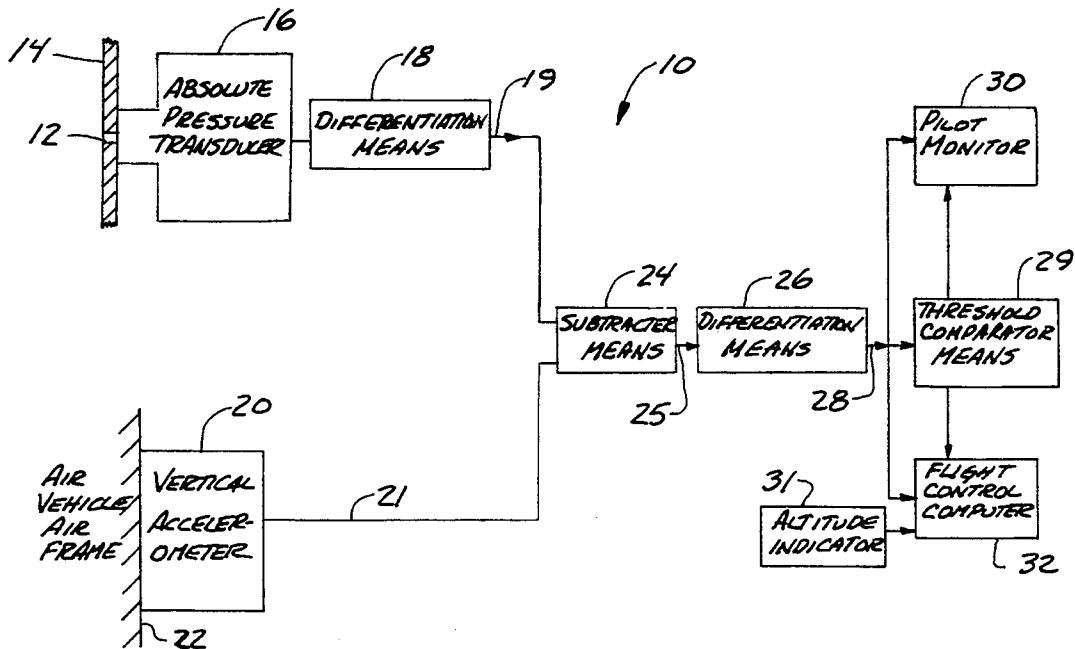 14
16
ABSOLUTE
PRESSURE
TRANSDUCER
12
18
DIFFERENTIATION
MEANS
19
10
30
PILOT
MONITOR
24
SUBTRACTER
MEANS
25
26
DIFFERENTIATION
MEANS
28
29
THRESHOLD
COMPARATOR
MEANS
20
AIR
VEHICLE/
AIR
FRAME
VERTICAL
ACCELER-
OMETER
21
22
31
ALTITUDE
INDICATOR
FLIGHT
CONTROL
COMPUTER
32